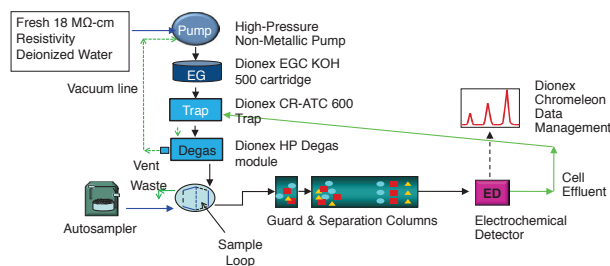 Fresh 18 MΩ-cm
Resistivity
Deionized Water
Pump
High-Pressure
Non-Metallic Pump
EG
Dionex EGC KOH
500 cartridge
Vacuum line
Trap
Dionex CR-ATC 600
Trap
Degas
Dionex HP Degas
module
Vent
Waste
Autosampler
Sample
Loop
Guard & Separation Columns
ED
Electrochemical
Detector
Cell
Effluent
Dionex
Chromeleon
Data
Management